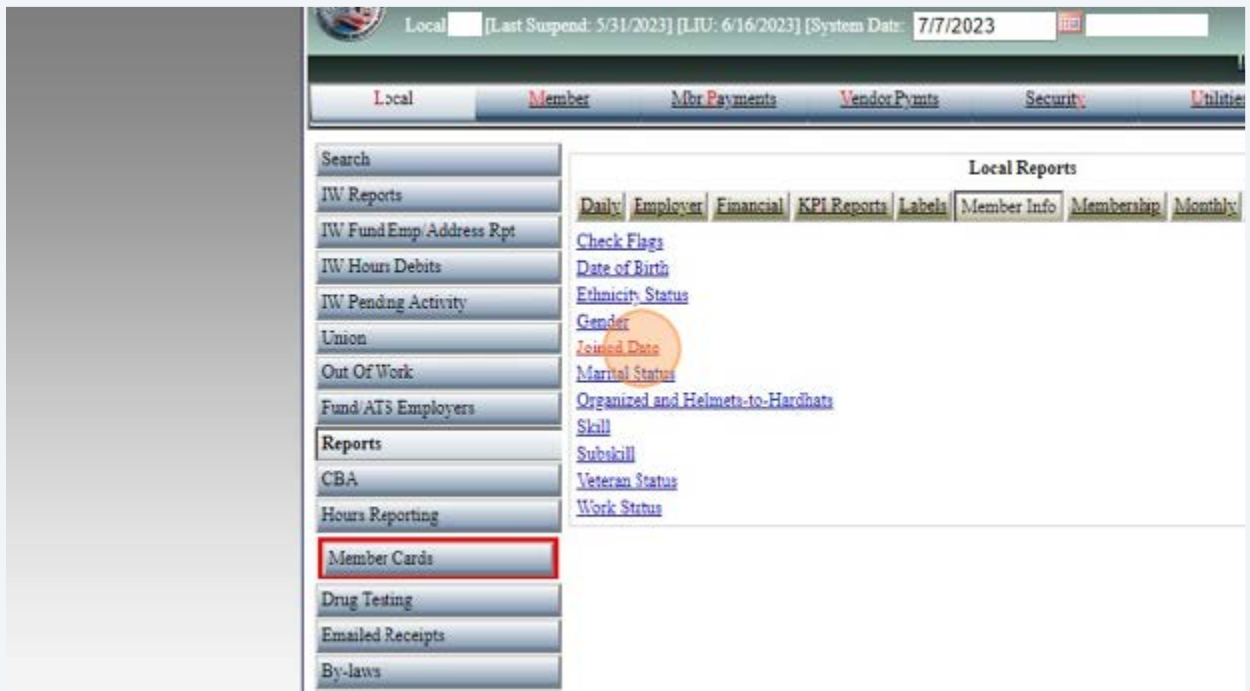 Local [Last Suspend: 5/31/2023] [LIU: 6/16/2023] [System Date: 7/7/2023
Local Member Mbr Payments Vendor Pymts Security Utilities
Search
IW Reports
IW Fund Emp/Address Rpt
IW Hours Debits
IW Pending Activity
Union
Out Of Work
Fund/ATS Employers
Reports
CBA
Hours Reporting
Member Cards
Drug Testing
Emailed Receipts
By-laws
Local Reports
Daily Employer Financial KPI Reports Labels Member Info Membership Monthly
Check Flags
Date of Birth
Ethnicity Status
Gender
Joined Date
Marital Status
Organized and Helmets-to-Hardhats
Skill
Subskill
Veteran Status
Work Status